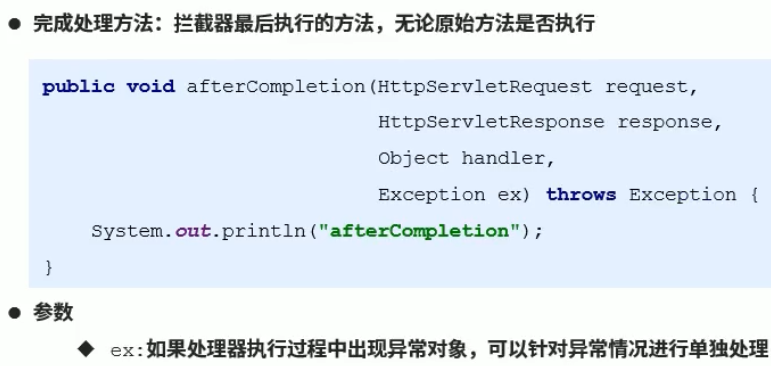 ● 完成处理方法：拦截器最后执行的方法，无论原始方法是否执行
public void afterCompletion(HttpServletRequest request,
HttpServletResponse response,
Object handler,
Exception ex) throws Exception {
System.out.println("afterCompletion");
}
● 参数
◆ ex:如果处理器执行过程中出现异常对象，可以针对异常情况进行单独处理